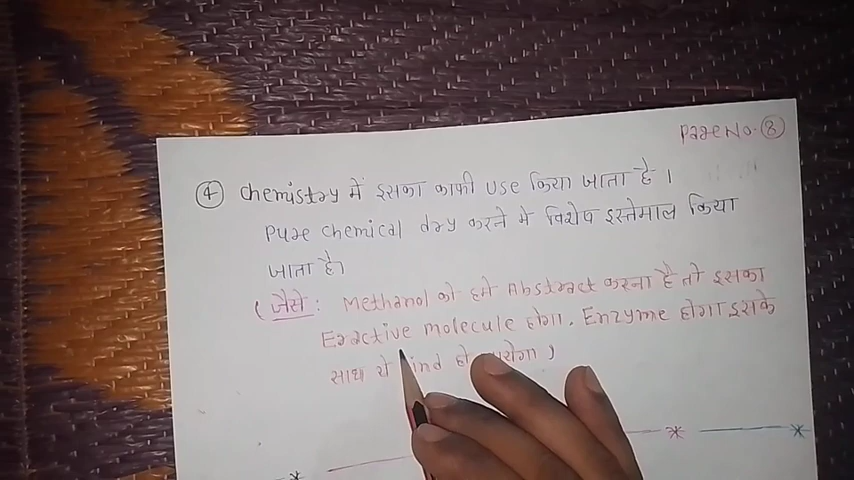 Page No. 8
4 Chemistry में इसका काफी use किया जाता है।
Pure chemical dry करने मे विशेष इस्तेमाल किया
जाता है।
(जैसे: Methanol को हमे Abstract करना है तो इसका
Eractive molecule होगा. Enzyme होगा इसके
साथ ये हो